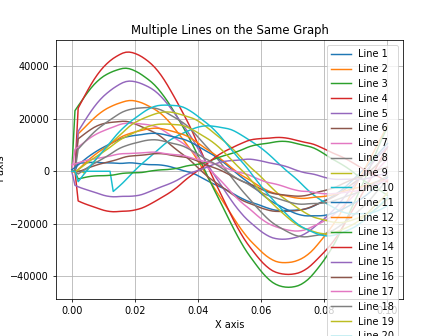 Multiple Lines on the Same Graph
40000
20000
0
−20000
−40000
0.00
0.02
0.04
0.06
X axis
Line 1
Line 2
Line 3
Line 4
Line 5
Line 6
Line 7
Line 8
Line 9
Line 10
Line 11
Line 12
Line 13
Line 14
Line 15
Line 16
Line 17
Line 18
Line 19
Line 20